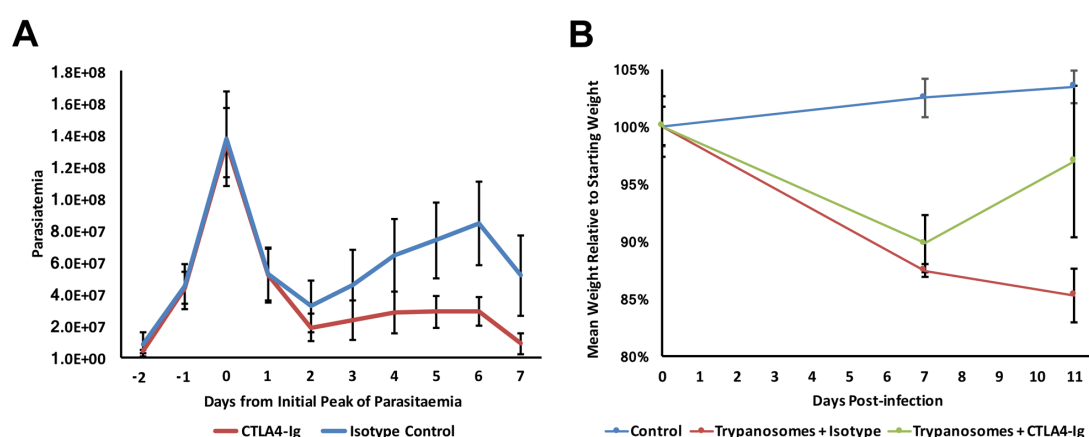 A
B
Parasiatemia
1.8E+08
1.6E+08
1.4E+08
1.2E+08
1.0E+08
8.0E+07
6.0E+07
4.0E+07
2.0E+07
1.0E+00
-2 -1 0 1 2 3 4 5 6 7
Days from Initial Peak of Parasitaemia
CTLA4-Ig Isotype Control
Mean Weight Relative to Starting Weight
105%
100%
95%
90%
85%
80%
0 1 2 3 4 5 6 7 8 9 10 11
Days Post-infection
Control Trypanosomes + Isotype Trypanosomes + CTLA4-Ig